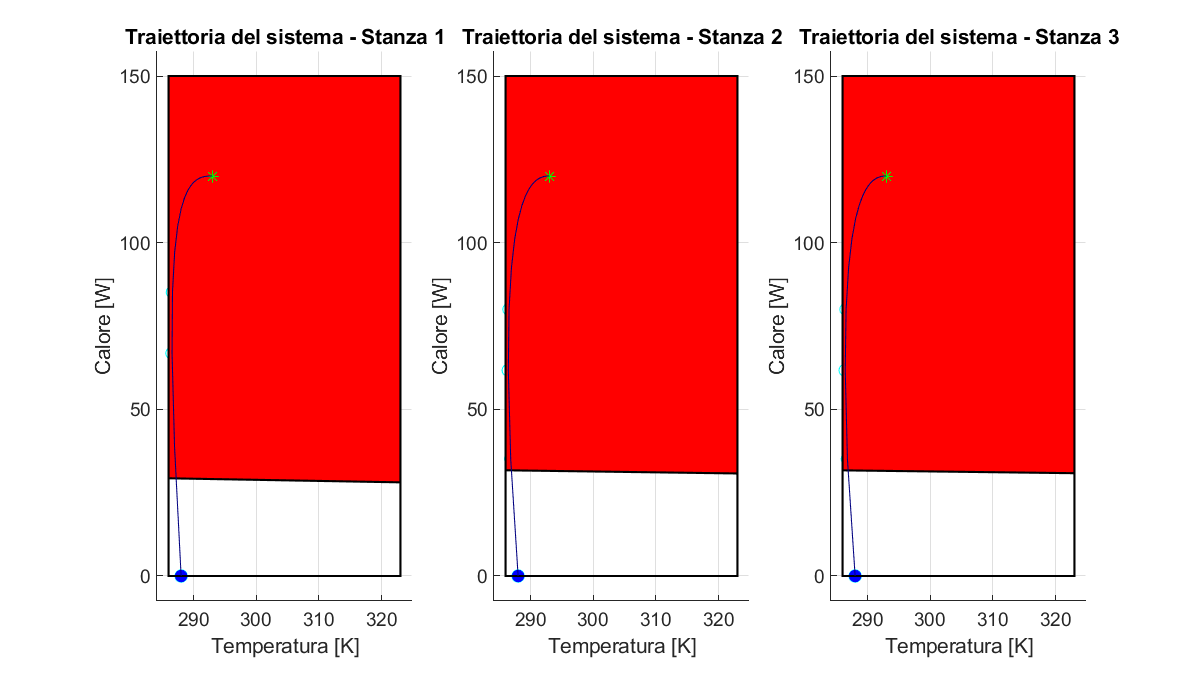 Traiettoria del sistema - Stanza 1
Calore [W]
150
100
50
0
290 300 310 320
Temperatura [K]
Traiettoria del sistema - Stanza 2
Calore [W]
150
100
50
0
290 300 310 320
Temperatura [K]
Traiettoria del sistema - Stanza 3
Calore [W]
150
100
50
0
290 300 310 320
Temperatura [K]